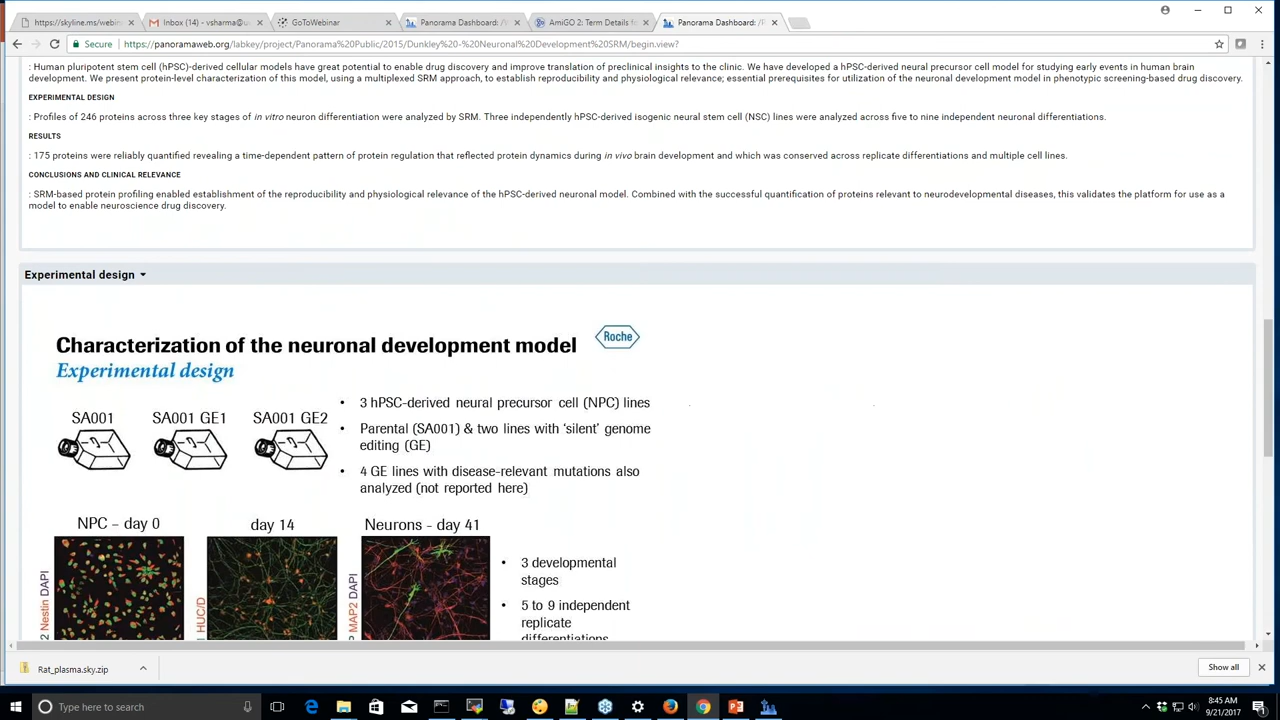 https://skyline.ms/webin
Inbox (14) - vsharma@u
GoToWebinar
Panorama Dashboard: /
AmiGO 2: Term Details fo
Panorama Dashboard: /P
Secure
https://panoramaweb.org/labkey/project/Panorama%20Public/2015/Dunkley%20-%20Neuronal%20Development%20SRM/begin.view?
: Human pluripotent stem cell (hPSC)-derived cellular models have great potential to enable drug discovery and improve translation of preclinical insights to the clinic. We have developed a hPSC-derived neural precursor cell model for studying early events in human brain
development. We present protein-level characterization of this model, using a multiplexed SRM approach, to establish reproducibility and physiological relevance; essential prerequisites for utilization of the neuronal development model in phenotypic screening-based drug discovery.
EXPERIMENTAL DESIGN
: Profiles of 246 proteins across three key stages of in vitro neuron differentiation were analyzed by SRM. Three independently hPSC-derived isogenic neural stem cell (NSC) lines were analyzed across five to nine independent neuronal differentiations.
RESULTS
: 175 proteins were reliably quantified revealing a time-dependent pattern of protein regulation that reflected protein dynamics during in vivo brain development and which was conserved across replicate differentiations and multiple cell lines.
CONCLUSIONS AND CLINICAL RELEVANCE
: SRM-based protein profiling enabled establishment of the reproducibility and physiological relevance of the hPSC-derived neuronal model. Combined with the successful quantification of proteins relevant to neurodevelopmental diseases, this validates the platform for use as a
model to enable neuroscience drug discovery.
Experimental design
Characterization of the neuronal development model
Roche
Experimental design
SA001
SA001 GE1
SA001 GE2
• 3 hPSC-derived neural precursor cell (NPC) lines
• Parental (SA001) & two lines with ‘silent’ genome
editing (GE)
• 4 GE lines with disease-relevant mutations also
analyzed (not reported here)
NPC – day 0
day 14
Neurons - day 41
2 Nestin DAPI
HUC/D
P MAP2 DAPI
• 3 developmental
stages
• 5 to 9 independent
replicate
differentiations
Rat_plasma.sky.zip
Show all
Type here to search
8:45 AM
9/21/2017